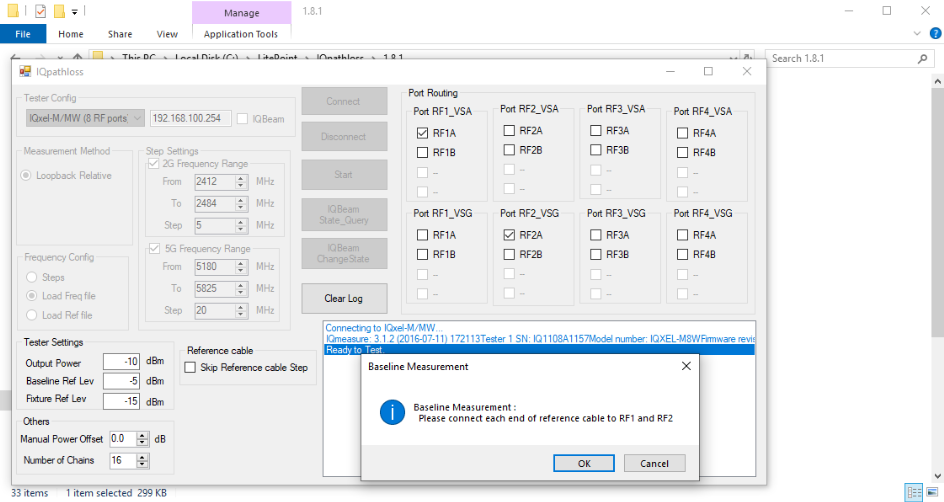 Manage
1.8.1
File
Home
Share
View
Application Tools
This PC > Local Disk (C:) > LitePoint > IQpathloss > 1.8.1
Search 1.8.1
IQpathloss
Tester Config
IQxel-M/MW (8 RF ports)
192.168.100.254
IQBeam
Measurement Method
Loopback Relative
Step Settings
2G Frequency Range
From 2412 MHz
To 2484 MHz
Step 5 MHz
5G Frequency Range
From 5180 MHz
To 5825 MHz
Step 20 MHz
Frequency Config
Steps
Load Freq file
Load Ref file
Connect
Disconnect
Start
IQBeam
State_Query
IQBeam
ChangeState
Clear Log
Port Routing
Port RF1_VSA
RF1A
RF1B
--
--
Port RF2_VSA
RF2A
RF2B
--
--
Port RF3_VSA
RF3A
RF3B
--
--
Port RF4_VSA
RF4A
RF4B
--
--
Port RF1_VSG
RF1A
RF1B
--
--
Port RF2_VSG
RF2A
RF2B
--
--
Port RF3_VSG
RF3A
RF3B
--
--
Port RF4_VSG
RF4A
RF4B
--
--
Tester Settings
Output Power -10 dBm
Baseline Ref Lev -5 dBm
Fixture Ref Lev -15 dBm
Reference cable
Skip Reference cable Step
Others
Manual Power Offset 0.0 dB
Number of Chains 16
Connecting to IQxel-M/MW...
IQmeasure: 3.1.2 (2016-07-11) 172113Tester 1 SN: IQ1108A1157Model number: IQXEL-M8WFirmware revis
Ready to Test.
Baseline Measurement
Baseline Measurement :
Please connect each end of reference cable to RF1 and RF2
OK
Cancel
33 items
1 item selected 299 KB